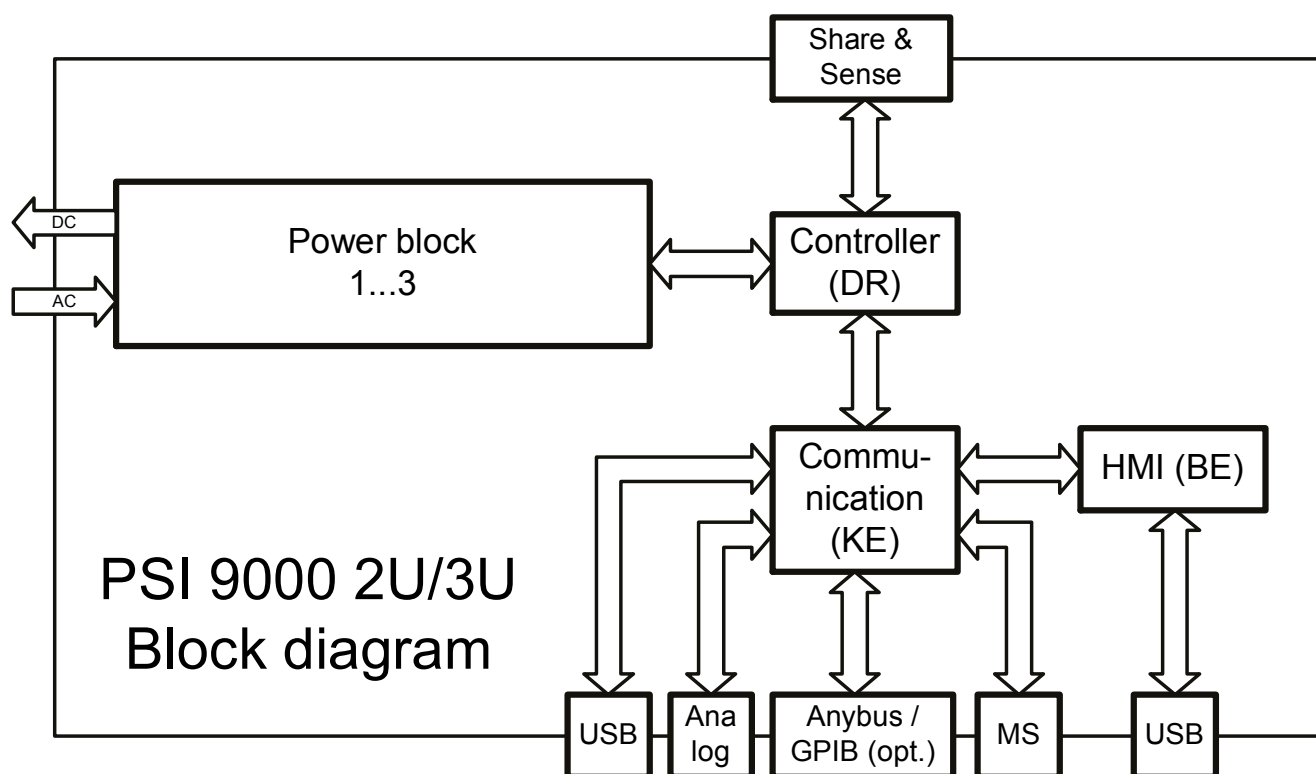 Share &
Sense
DC
AC
Power block
1...3
Controller
(DR)
Commu-
nication
(KE)
HMI (BE)
PSI 9000 2U/3U
Block diagram
USB
Ana
log
Anybus /
GPIB (opt.)
MS
USB